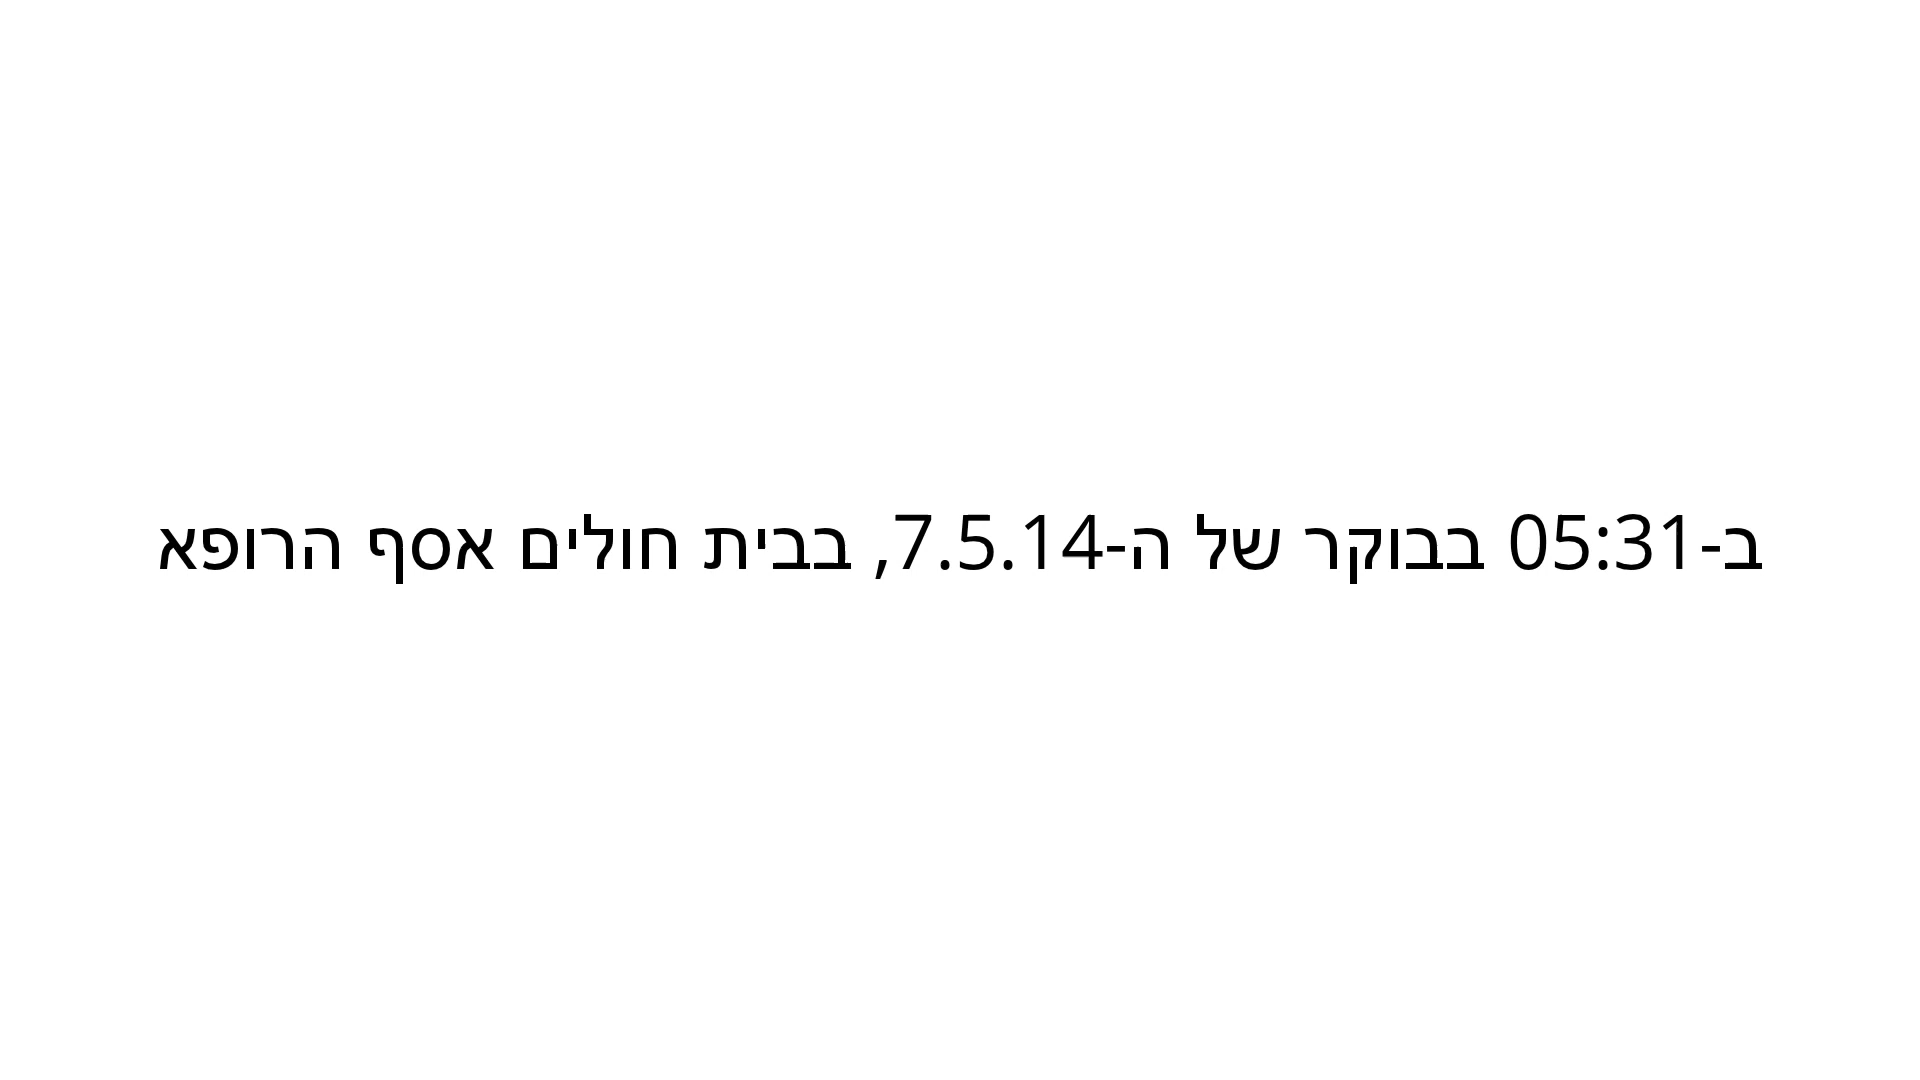 ב-05:31 בבוקר של ה-7.5.14, בבית חולים אסף הרופא